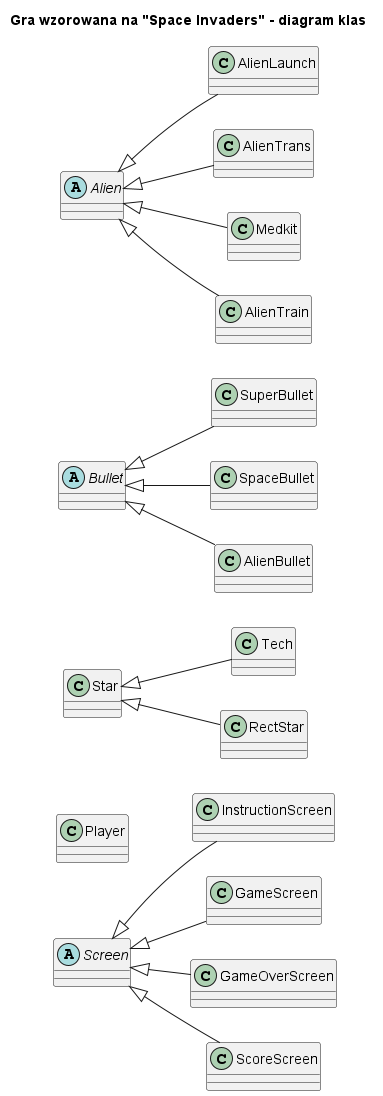 Gra wzorowana na "Space Invaders" - diagram klas
C AlienLaunch
C AlienTrans
A Alien
C Medkit
C AlienTrain
C SuperBullet
A Bullet
C SpaceBullet
C AlienBullet
C Tech
C Star
C RectStar
C InstructionScreen
C Player
C GameScreen
A Screen
C GameOverScreen
C ScoreScreen